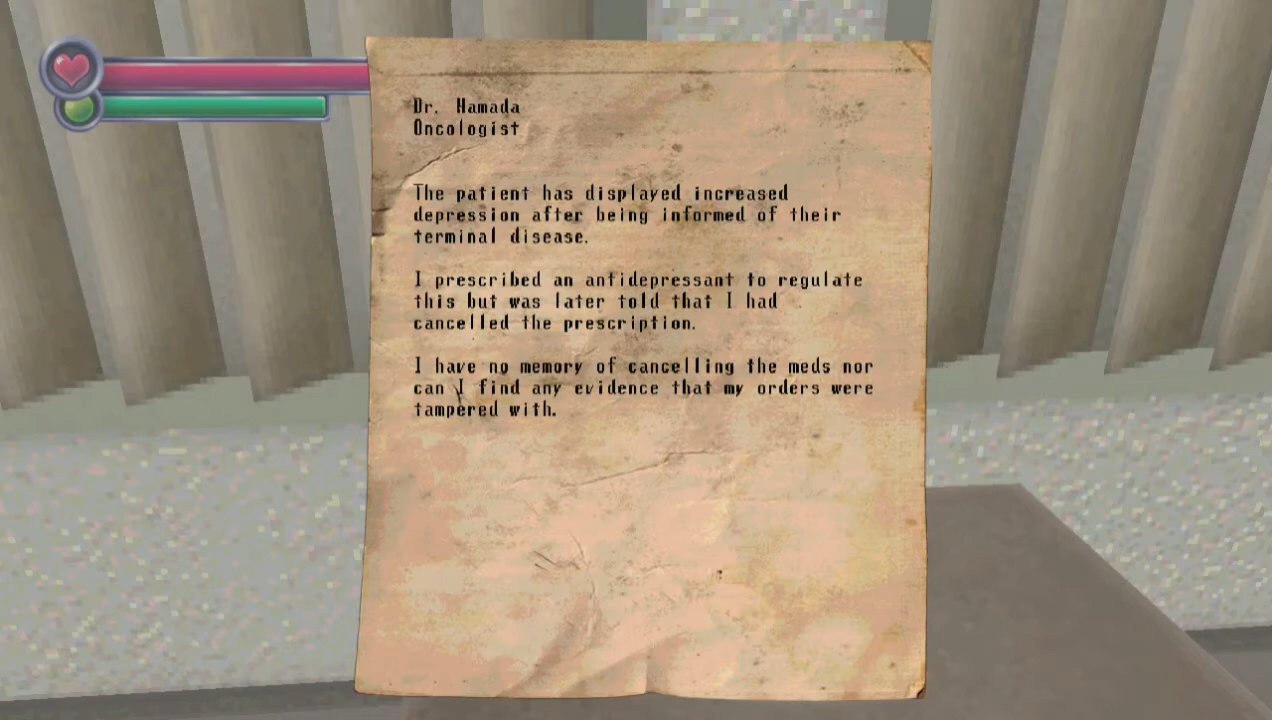 Dr. Hamada
Oncologist
The patient has displayed increased
depression after being informed of their
terminal disease.
I prescribed an antidepressant to regulate
this but was later told that I had
cancelled the prescription.
I have no memory of cancelling the meds nor
can I find any evidence that my orders were
tampered with.